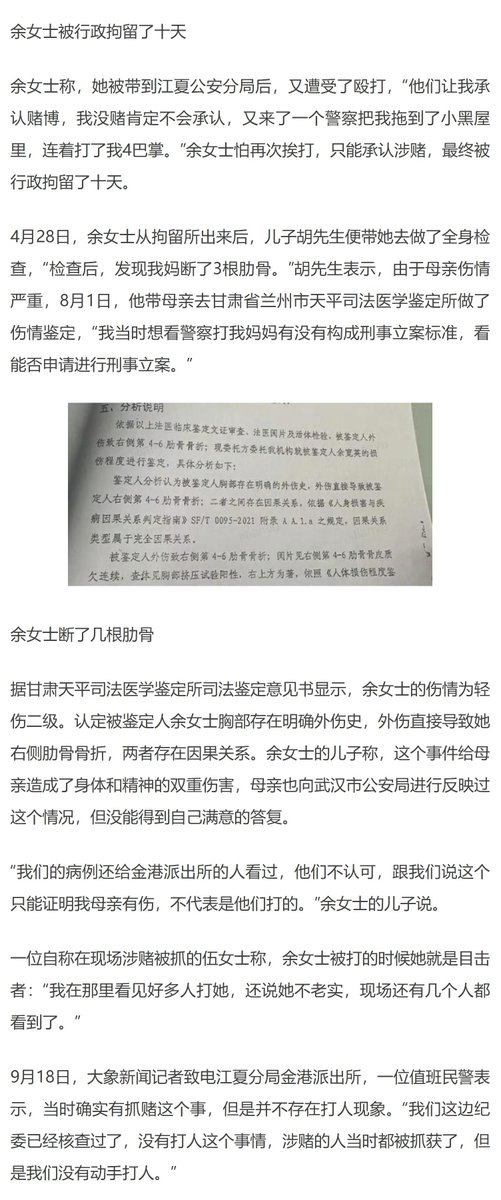 余女士被行政拘留了十天
余女士称，她被带到江夏公安分局后，又遭受了殴打，“他们让我承
认赌博，我没赌肯定不会承认，又来了一个警察把我拖到了小黑屋
里，连着打了我4巴掌。”余女士怕再次挨打，只能承认涉赌，最终被
行政拘留了十天。
4月28日，余女士从拘留所出来后，儿子胡先生便带她去做了全身检
查，“检查后，发现我妈断了3根肋骨。”胡先生表示，由于母亲伤情
严重，8月1日，他带母亲去甘肃省兰州市天平司法医学鉴定所做了
伤情鉴定，“我当时想看警察打我妈妈有没有构成刑事立案标准，看
能否申请进行刑事立案。”
五、分析说明
依据以上法医临床鉴定文证审查、法医阅片及活体检验，被鉴定人外
伤致右侧第4-6肋骨骨折；现委托方委托我机构就被鉴定人余宽英的损
伤程度进行鉴定，具体分析如下：
鉴定人分析认为被鉴定人胸部存在明确的外伤史，外伤直接导致被鉴
定人右侧第4-6肋骨骨折；二者之间存在因果关系，依据《人身损害与疾
病因果关系判定指南》SF/T 0095-2021 附录 A A.1.a 之规定，因果关系
类型属于完全因果关系。
被鉴定人外伤致右侧第4-6肋骨骨折；阅片见右侧第4-6肋骨骨皮质
欠连续，查体见胸部挤压试验阳性，右上方为著，依照《人体损伤程度鉴
余女士断了几根肋骨
据甘肃天平司法医学鉴定所司法鉴定意见书显示，余女士的伤情为轻
伤二级。认定被鉴定人余女士胸部存在明确外伤史，外伤直接导致她
右侧肋骨骨折，两者存在因果关系。余女士的儿子称，这个事件给母
亲造成了身体和精神的双重伤害，母亲也向武汉市公安局进行反映过
这个情况，但没能得到自己满意的答复。
“我们的病例还给金港派出所的人看过，他们不认可，跟我们说这个
只能证明我母亲有伤，不代表是他们打的。”余女士的儿子说。
一位自称在现场涉赌被抓的伍女士称，余女士被打的时候她就是目击
者：“我在那里看见好多人打她，还说她不老实，现场还有几个人都
看到了。”
9月18日，大象新闻记者致电江夏分局金港派出所，一位值班民警表
示，当时确实有抓赌这个事，但是并不存在打人现象。“我们这边纪
委已经核查过了，没有打人这个事情，涉赌的人当时都被抓获了，但
是我们没有动手打人。”